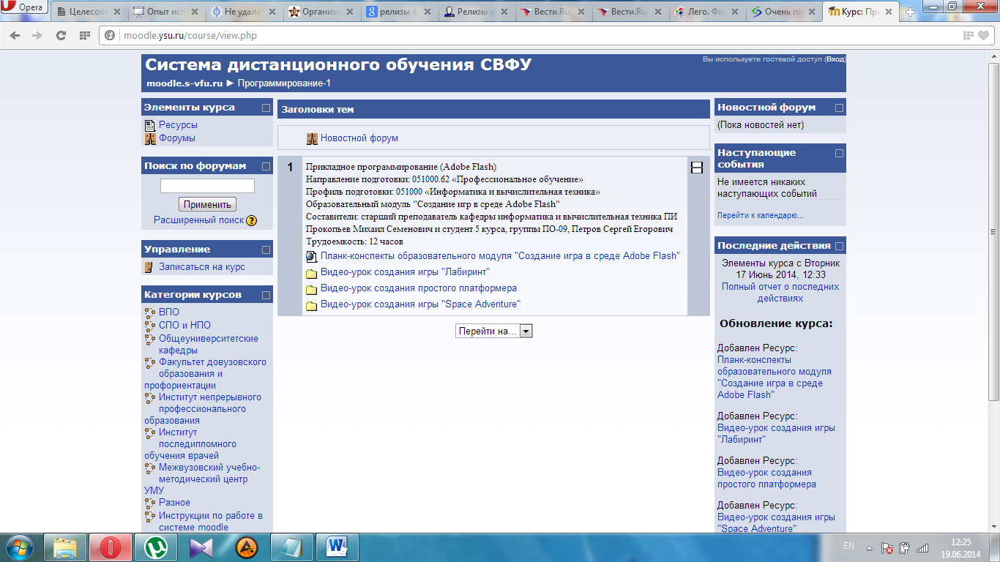 Opera
Целесооб
Опыт исп
Не удало
Организа
релизы ф
Релизы ф
Вести.Ru:
Вести.Ru:
Лего. Фи
Очень пл
Курс: При
moodle.ysu.ru/course/view.php
Система дистанционного обучения СВФУ
Вы используете гостевой доступ (Вход)
moodle.s-vfu.ru ► Программирование-1
Элементы курса
Ресурсы
Форумы
Поиск по форумам
Применить
Расширенный поиск ?
Управление
Записаться на курс
Категории курсов
ВПО
СПО и НПО
Общеуниверситетские
кафедры
Факультет довузовского
образования и
профориентации
Институт непрерывного
профессионального
образования
Институт
последипломного
обучения врачей
Межвузовский учебно-
методический центр
УМУ
Разное
Инструкции по работе в
системе moodle
Заголовки тем
Новостной форум
1
Прикладное программирование (Adobe Flash)
Направление подготовки: 051000.62 «Профессиональное обучение»
Профиль подготовки: 051000 «Информатика и вычислительная техника»
Образовательный модуль "Создание игр в среде Adobe Flash"
Составители: старший преподаватель кафедры информатика и вычислительная техника ПИ
Прокопьев Михаил Семенович и студент 5 курса, группы ПО-09, Петров Сергей Егорович
Трудоемкость: 12 часов
Планк-конспекты образовательного модуля "Создание игра в среде Adobe Flash"
Видео-урок создания игры "Лабиринт"
Видео-урок создания простого платформера
Видео-урок создания игры "Space Adventure"
Перейти на...
Новостной форум
(Пока новостей нет)
Наступающие
события
Не имеется никаких
наступающих событий
Перейти к календарю...
Последние действия
Элементы курса с Вторник
17 Июнь 2014, 12:33
Полный отчет о последних
действиях
Обновление курса:
Добавлен Ресурс:
Планк-конспекты
образовательного модуля
"Создание игра в среде
Adobe Flash"
Добавлен Ресурс:
Видео-урок создания игры
"Лабиринт"
Добавлен Ресурс:
Видео-урок создания
простого платформера
Добавлен Ресурс:
Видео-урок создания игры
"Space Adventure"
EN
12:25
19.06.2014